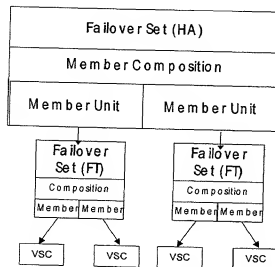 Failover Set (HA)
Member Composition
Member Unit Member Unit
Failover Failover
Set (FT) Set (FT)
Composition Composition
Member Member Member Member
VSC VSC VSC VSC